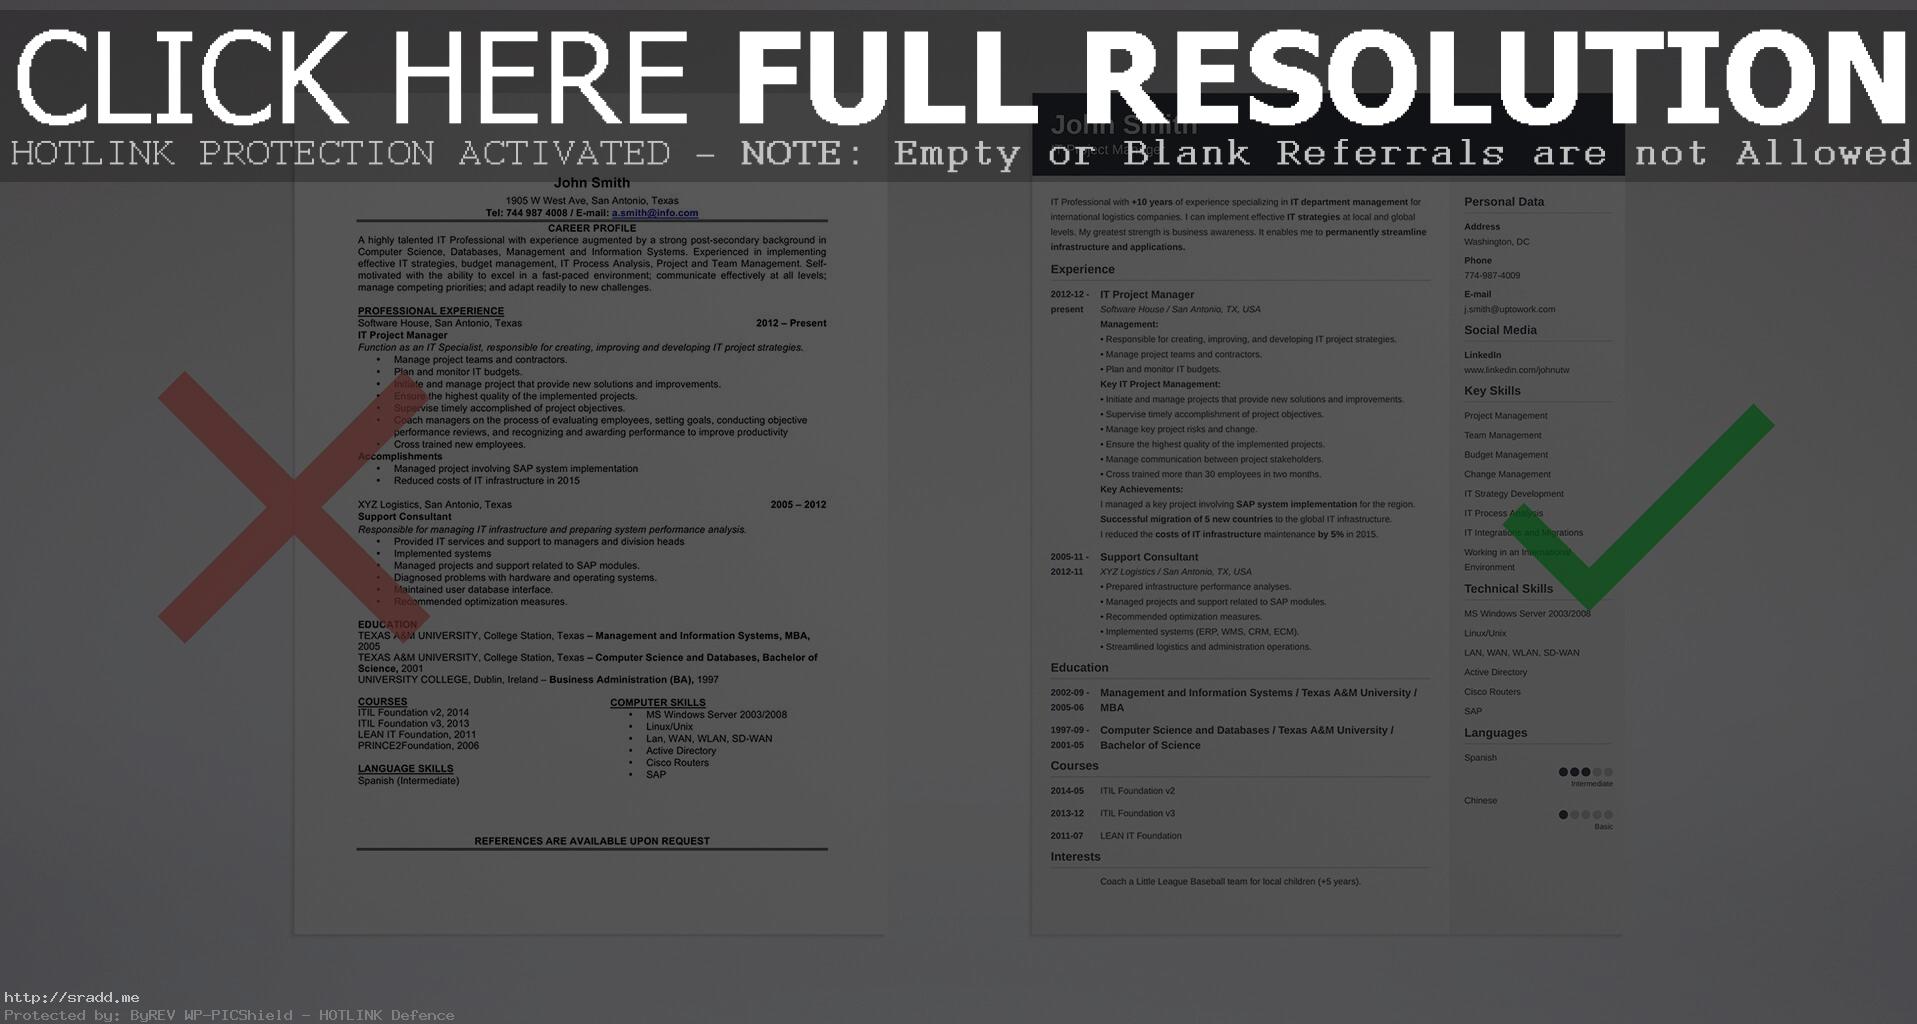 CLICK HERE FULL RESOLUTION
HOTLINK PROTECTION ACTIVATED - NOTE: Empty or Blank Referrals are not Allowed
John Smith
1905 W West Ave, San Antonio, Texas
Tel: 744 987 4008 / E-mail: a.smith@info.com
CAREER PROFILE
A highly talented IT Professional with experience augmented by a strong post-secondary background in
Computer Science, Databases, Management and Information Systems. Experienced in implementing
effective IT strategies, budget management, IT Process Analysis, Project and Team Management. Self-
motivated with the ability to excel in a fast-paced environment; communicate effectively at all levels;
manage competing priorities; and adapt readily to new challenges.
PROFESSIONAL EXPERIENCE
Software House, San Antonio, Texas 2012 – Present
IT Project Manager
Function as an IT Specialist, responsible for creating, improving and developing IT project strategies.
• Manage project teams and contractors.
• Plan and monitor IT budgets.
• Initiate and manage project that provide new solutions and improvements.
• Ensure the highest quality of the implemented projects.
• Supervise timely accomplished of project objectives.
• Coach managers on the process of evaluating employees, setting goals, conducting objective
performance reviews, and recognizing and awarding performance to improve productivity
• Cross trained new employees.
Accomplishments
• Managed project involving SAP system implementation
• Reduced costs of IT infrastructure in 2015
XYZ Logistics, San Antonio, Texas 2005 – 2012
Support Consultant
Responsible for managing IT infrastructure and preparing system performance analysis.
• Provided IT services and support to managers and division heads
• Implemented systems
• Managed projects and support related to SAP modules.
• Diagnosed problems with hardware and operating systems.
• Maintained user database interface.
• Recommended optimization measures.
EDUCATION
TEXAS A&M UNIVERSITY, College Station, Texas – Management and Information Systems, MBA,
2005
TEXAS A&M UNIVERSITY, College Station, Texas – Computer Science and Databases, Bachelor of
Science, 2001
UNIVERSITY COLLEGE, Dublin, Ireland – Business Administration (BA), 1997
COURSES
ITIL Foundation v2, 2014
ITIL Foundation v3, 2013
LEAN IT Foundation, 2011
PRINCE2Foundation, 2006
LANGUAGE SKILLS
Spanish (Intermediate)
COMPUTER SKILLS
• MS Windows Server 2003/2008
• Linux/Unix
• Lan, WAN, WLAN, SD-WAN
• Active Directory
• Cisco Routers
• SAP
REFERENCES ARE AVAILABLE UPON REQUEST
John Smith
IT Project Manager
IT Professional with +10 years of experience specializing in IT department management for
international logistics companies. I can implement effective IT strategies at local and global
levels. My greatest strength is business awareness. It enables me to permanently streamline
infrastructure and applications.
Experience
2012-12 - IT Project Manager
present Software House / San Antonio, TX, USA
Management:
• Responsible for creating, improving, and developing IT project strategies.
• Manage project teams and contractors.
• Plan and monitor IT budgets.
Key IT Project Management:
• Initiate and manage projects that provide new solutions and improvements.
• Supervise timely accomplishment of project objectives.
• Manage key project risks and change.
• Ensure the highest quality of the implemented projects.
• Manage communication between project stakeholders.
• Cross trained more than 30 employees in two months.
Key Achievements:
I managed a key project involving SAP system implementation for the region.
Successful migration of 5 new countries to the global IT infrastructure.
I reduced the costs of IT infrastructure maintenance by 5% in 2015.
2005-11 - Support Consultant
2012-11 XYZ Logistics / San Antonio, TX, USA
• Prepared infrastructure performance analyses.
• Managed projects and support related to SAP modules.
• Recommended optimization measures.
• Implemented systems (ERP, WMS, CRM, ECM).
• Streamlined logistics and administration operations.
Education
2002-09 - Management and Information Systems / Texas A&M University /
2005-06 MBA
1997-09 - Computer Science and Databases / Texas A&M University /
2001-05 Bachelor of Science
Courses
2014-05 ITIL Foundation v2
2013-12 ITIL Foundation v3
2011-07 LEAN IT Foundation
Interests
Coach a Little League Baseball team for local children (+5 years).
Personal Data
Address
Washington, DC
Phone
774-987-4009
E-mail
j.smith@uptowork.com
Social Media
LinkedIn
www.linkedin.com/johnutw
Key Skills
Project Management
Team Management
Budget Management
Change Management
IT Strategy Development
IT Process Analysis
IT Integrations and Migrations
Working in an International
Environment
Technical Skills
MS Windows Server 2003/2008
Linux/Unix
LAN, WAN, WLAN, SD-WAN
Active Directory
Cisco Routers
SAP
Languages
Spanish
Intermediate
Chinese
Basic
http://sradd.me
Protected by: ByREV WP-PICShield - HOTLINK Defence